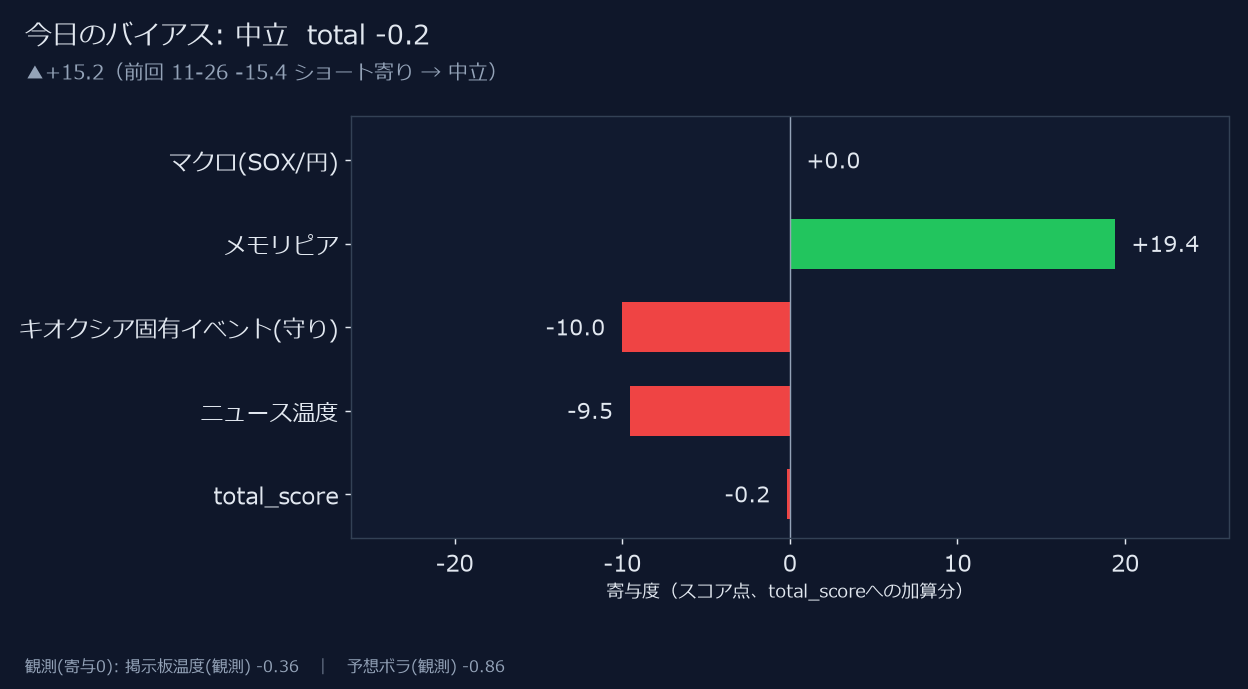 今日のバイアス: 中立  total -0.2
▲+15.2（前回 11-26 -15.4 ショート寄り → 中立）
マクロ(SOX/円)
+0.0
メモリピア
+19.4
キオクシア固有イベント(守り)
-10.0
ニュース温度
-9.5
total_score
-0.2
-20
-10
0
10
20
寄与度（スコア点、total_scoreへの加算分）
観測(寄与0): 掲示板温度(観測) -0.36  |  予想ボラ(観測) -0.86